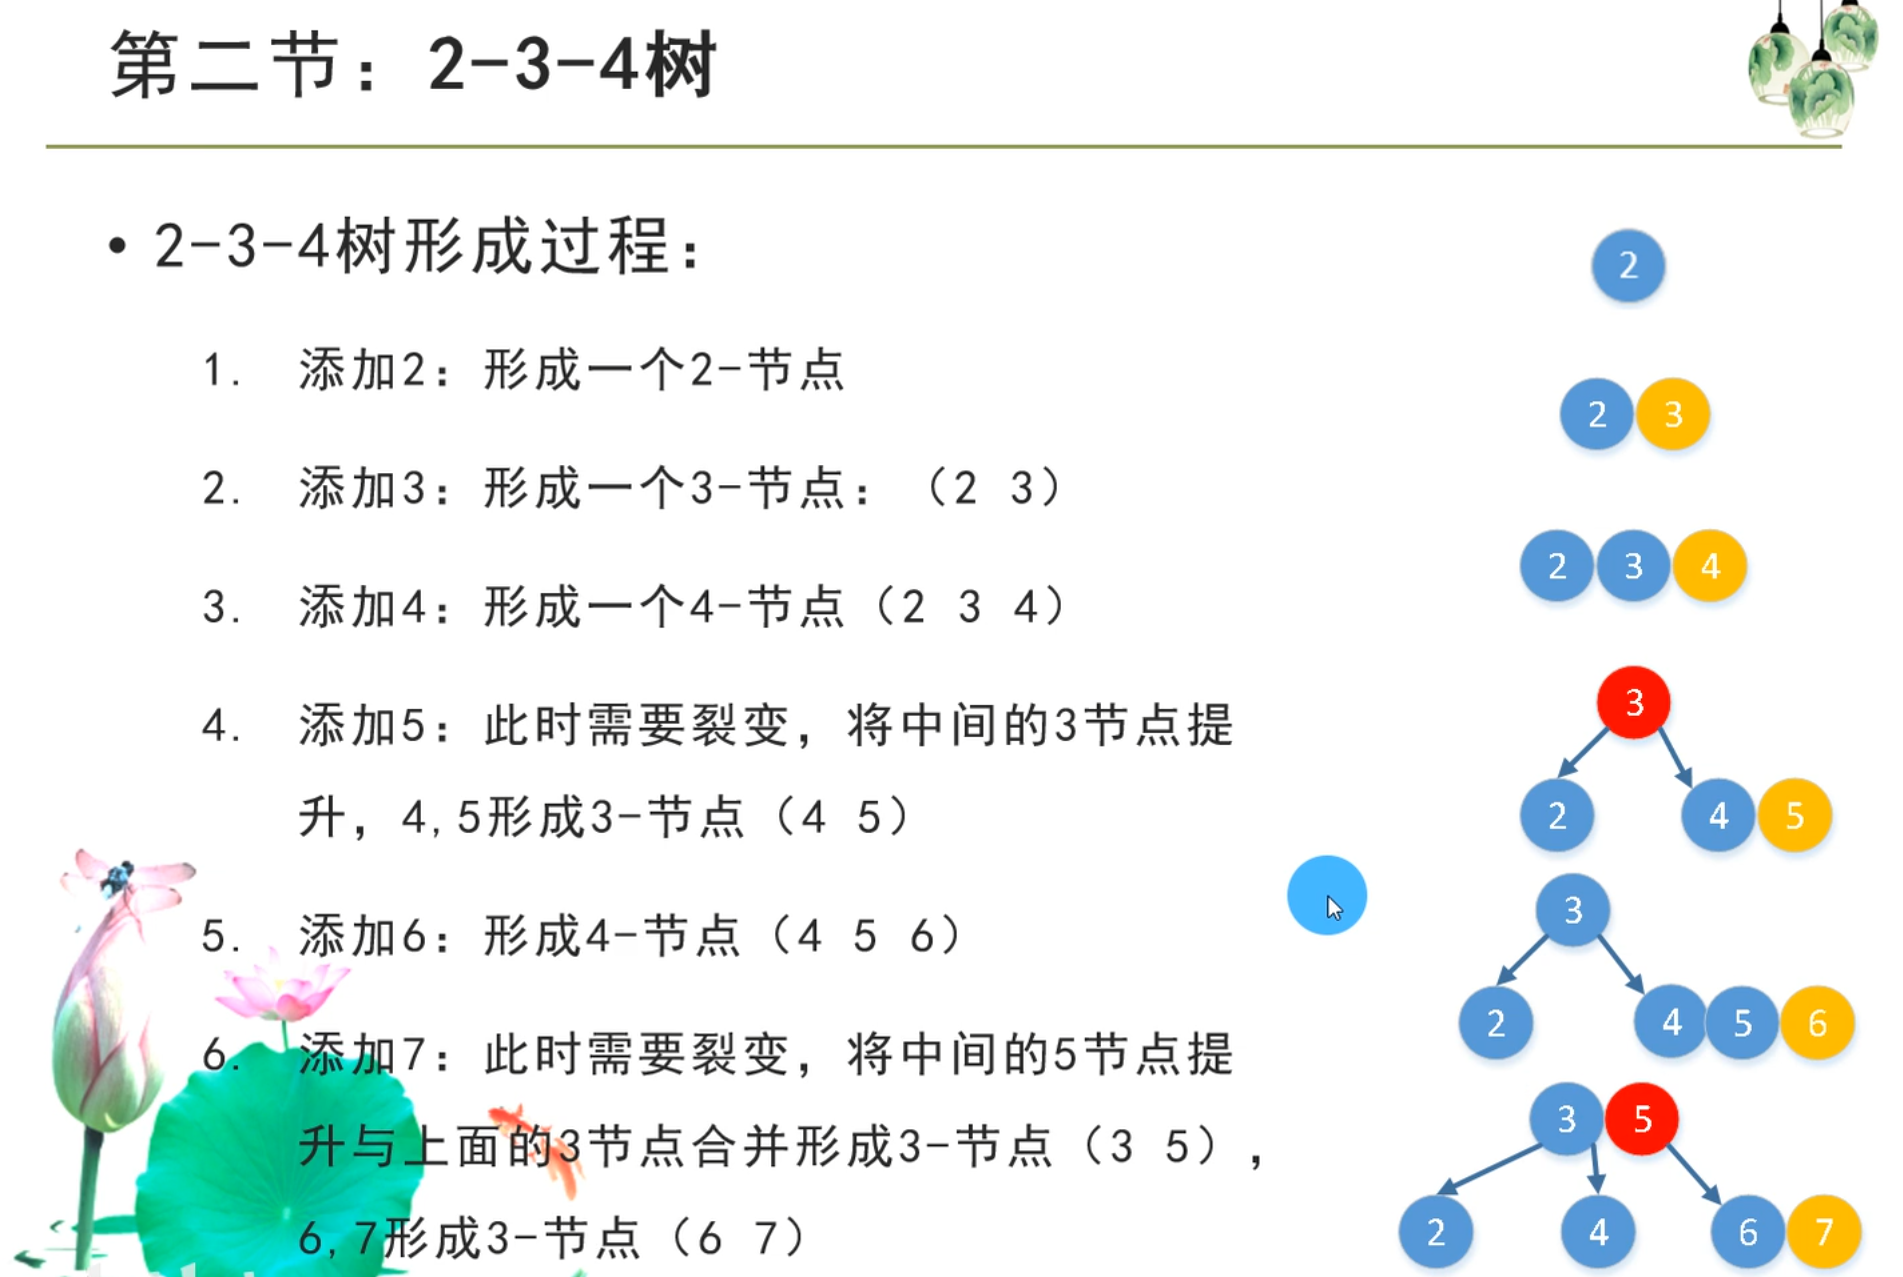 第二节：2-3-4树
• 2-3-4树形成过程：
1. 添加2：形成一个2-节点
2. 添加3：形成一个3-节点：（2 3）
3. 添加4：形成一个4-节点（2 3 4）
4. 添加5：此时需要裂变，将中间的3节点提
升，4,5形成3-节点（4 5）
5. 添加6：形成4-节点（4 5 6）
6. 添加7：此时需要裂变，将中间的5节点提
升与上面的3节点合并形成3-节点（3 5），
6,7形成3-节点（6 7）
2
2 3
2 3 4
3
2 4 5
3
2 4 5 6
3 5
2 4 6 7